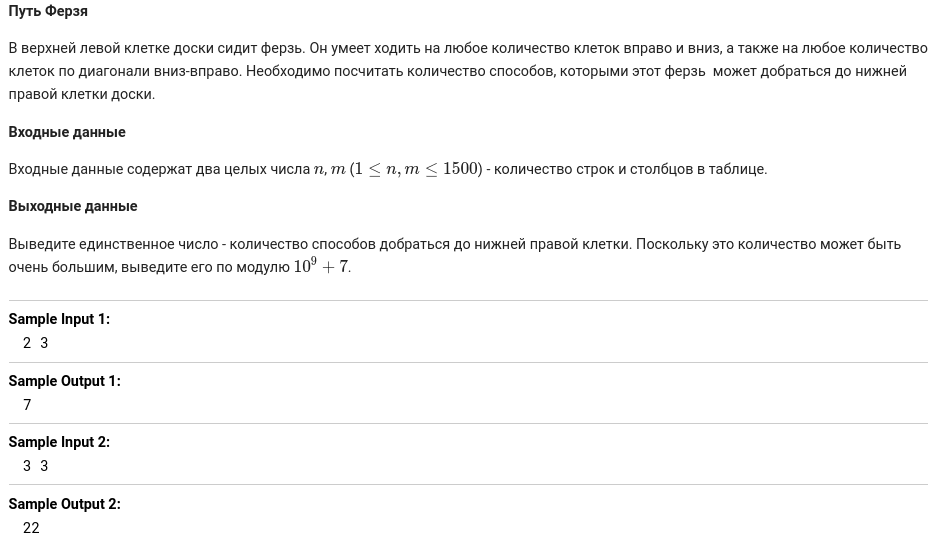 Путь Ферзя
В верхней левой клетке доски сидит ферзь. Он умеет ходить на любое количество клеток вправо и вниз, а также на любое количество
клеток по диагонали вниз-вправо. Необходимо посчитать количество способов, которыми этот ферзь может добраться до нижней
правой клетки доски.
Входные данные
Входные данные содержат два целых числа n, m (1 ≤ n, m ≤ 1500) - количество строк и столбцов в таблице.
Выходные данные
Выведите единственное число - количество способов добраться до нижней правой клетки. Поскольку это количество может быть
очень большим, выведите его по модулю 10⁹ + 7.
Sample Input 1:
2 3
Sample Output 1:
7
Sample Input 2:
3 3
Sample Output 2:
22